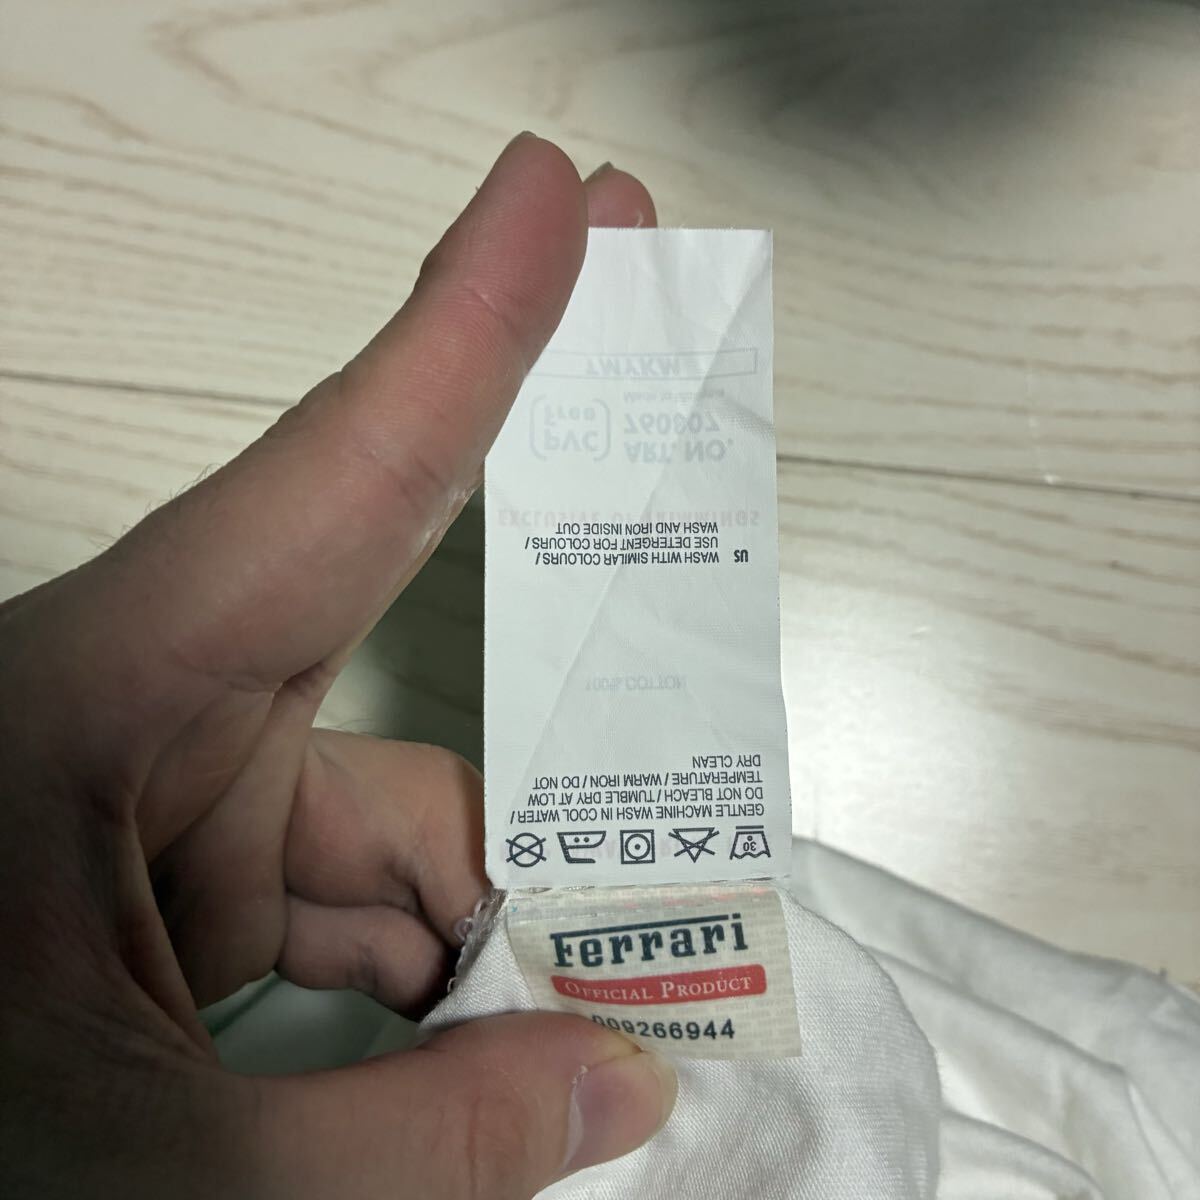 GENTLE MACHINE WASH IN COOL WATER /
DO NOT BLEACH / TUMBLE DRY AT LOW
TEMPERATURE / WARM IRON / DO NOT
DRY CLEAN
100% COTTON
US WASH WITH SIMILAR COLOURS /
USE DETERGENT FOR COLOURS /
WASH AND IRON INSIDE OUT
EXCLUSIVE OF TRIMMINGS
ART. NO.
760807
PVC
Free
30
Ferrari
OFFICIAL PRODUCT
009266944